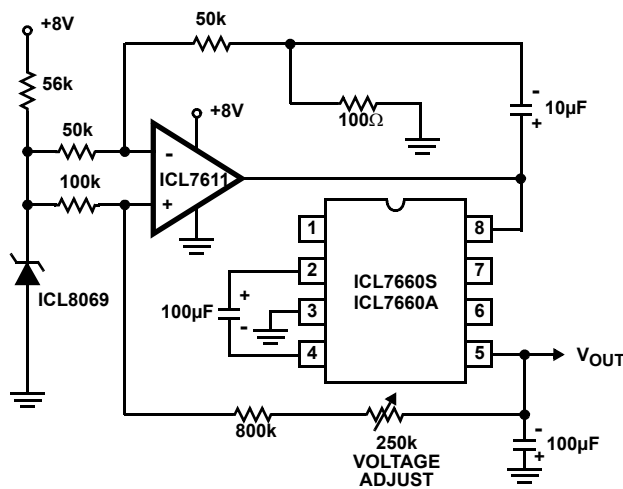 +8V
50k
56k
50k
+8V
100Ω
-
10µF
+
-
ICL7611
100k
+
ICL8069
1
8
2
ICL7660S
7
ICL7660A
+
100µF
-
3
6
4
5
VOUT
800k
250k
VOLTAGE
ADJUST
-
100µF
+